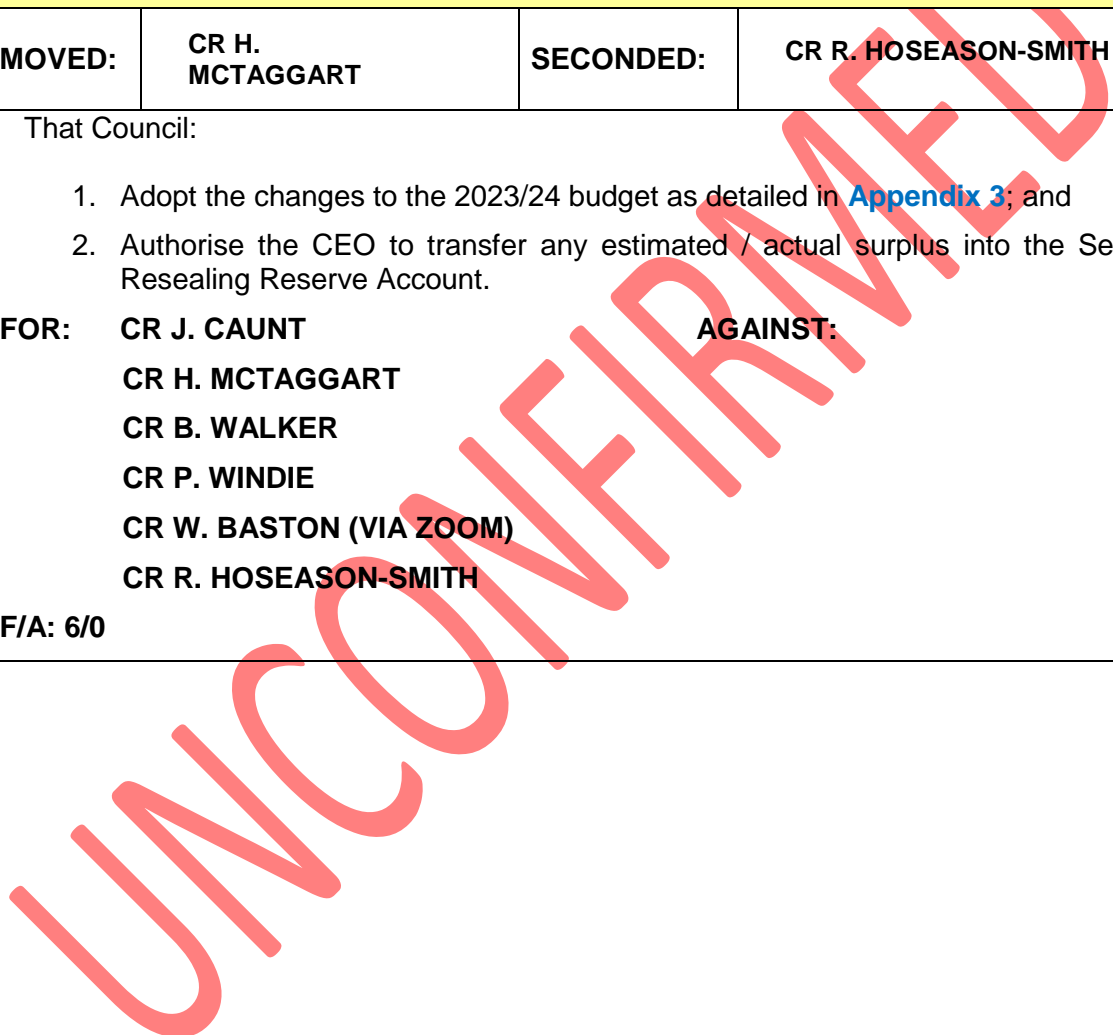 MOVED: CR H. MCTAGGART SECONDED: CR R. HOSEASON-SMITH
That Council:
1. Adopt the changes to the 2023/24 budget as detailed in Appendix 3; and
2. Authorise the CEO to transfer any estimated / actual surplus into the
Resealing Reserve Account.
FOR: CR J. CAUNT AGAINST:
CR H. MCTAGGART
CR B. WALKER
CR P. WINDIE
CR W. BASTON (VIA ZOOM)
CR R. HOSEASON-SMITH
F/A: 6/0
UNCONFIRMED